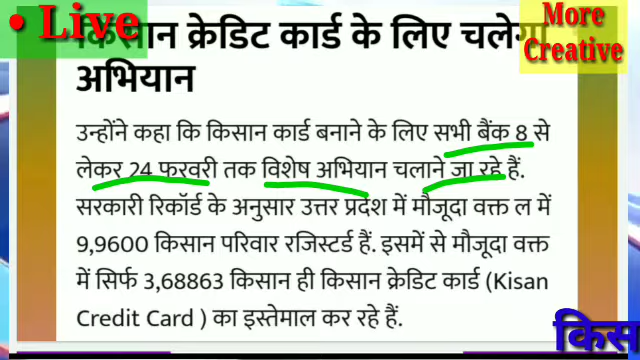 • Live
More
Creative
किसान क्रेडिट कार्ड के लिए चलेगा
अभियान
उन्होंने कहा कि किसान कार्ड बनाने के लिए सभी बैंक 8 से
लेकर 24 फरवरी तक विशेष अभियान चलाने जा रहे हैं.
सरकारी रिकॉर्ड के अनुसार उत्तर प्रदेश में मौजूदा वक्त ल में
9,9600 किसान परिवार रजिस्टर्ड हैं. इसमें से मौजूदा वक्त
में सिर्फ 3,68863 किसान ही किसान क्रेडिट कार्ड (Kisan
Credit Card ) का इस्तेमाल कर रहे हैं.
किस